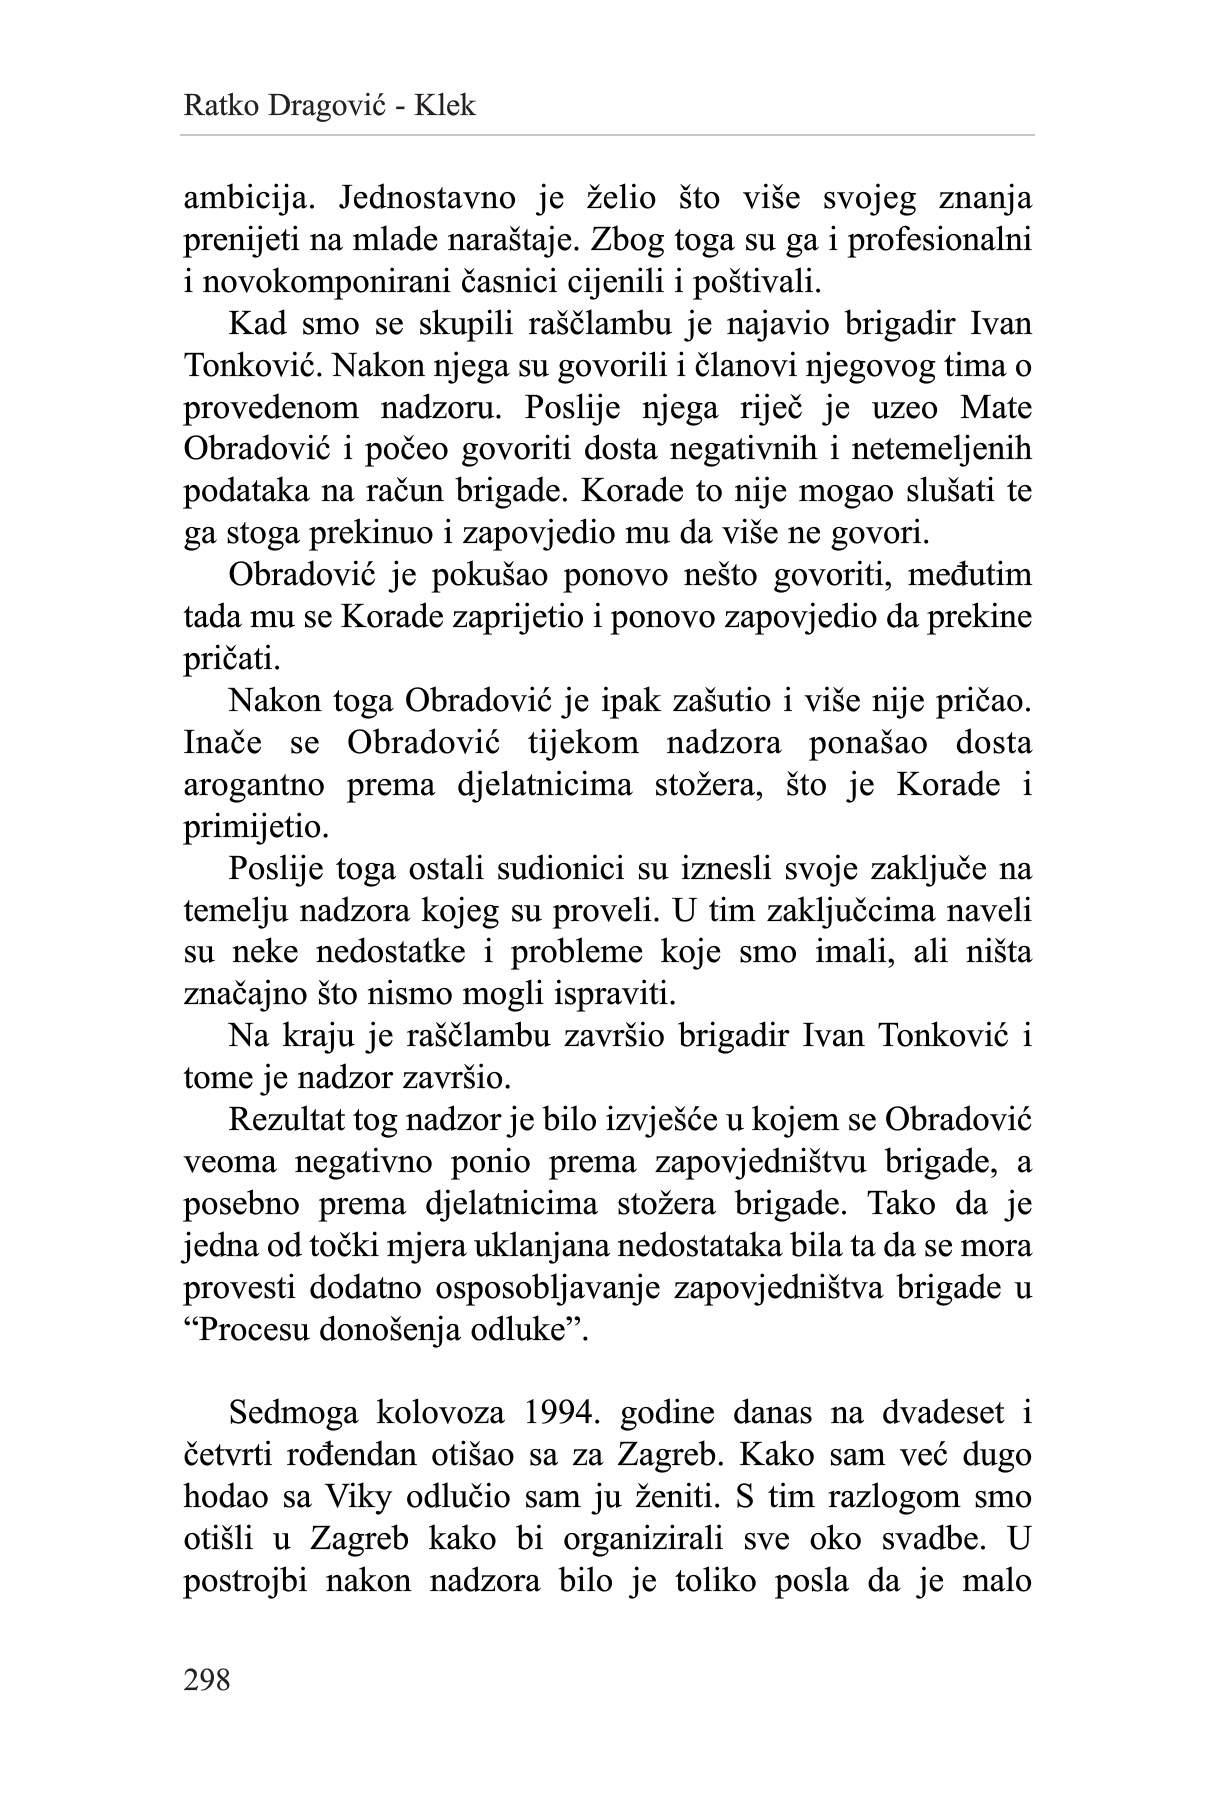 Ratko Dragović - Klek
ambicija. Jednostavno je želio što više svojeg znanja
prenijeti na mlade naraštaje. Zbog toga su ga i profesionalni
i novokomponirani časnici cijenili i poštivali.
Kad smo se skupili raščlambu je najavio brigadir Ivan
Tonković. Nakon njega su govorili i članovi njegovog tima o
provedenom nadzoru. Poslije njega riječ je uzeo Mate
Obradović i počeo govoriti dosta negativnih i netemeljenih
podataka na račun brigade. Korade to nije mogao slušati te
ga stoga prekinuo i zapovjedio mu da više ne govori.
Obradović je pokušao ponovo nešto govoriti, međutim
tada mu se Korade zaprijetio i ponovo zapovjedio da prekine
pričati.
Nakon toga Obradović je ipak zašutio i više nije pričao.
Inače se Obradović tijekom nadzora ponašao dosta
arogantno prema djelatnicima stožera, što je Korade i
primijetio.
Poslije toga ostali sudionici su iznesli svoje zaključe na
temelju nadzora kojeg su proveli. U tim zaključcima naveli
su neke nedostatke i probleme koje smo imali, ali ništa
značajno što nismo mogli ispraviti.
Na kraju je raščlambu završio brigadir Ivan Tonković i
tome je nadzor završio.
Rezultat tog nadzor je bilo izvješće u kojem se Obradović
veoma negativno ponio prema zapovjedništvu brigade, a
posebno prema djelatnicima stožera brigade. Tako da je
jedna od točki mjera uklanjana nedostataka bila ta da se mora
provesti dodatno osposobljavanje zapovjedništva brigade u
“Procesu donošenja odluke”.
Sedmoga kolovoza 1994. godine danas na dvadeset i
četvrti rođendan otišao sa za Zagreb. Kako sam već dugo
hodao sa Viky odlučio sam ju ženiti. S tim razlogom smo
otišli u Zagreb kako bi organizirali sve oko svadbe. U
postrojbi nakon nadzora bilo je toliko posla da je malo
298